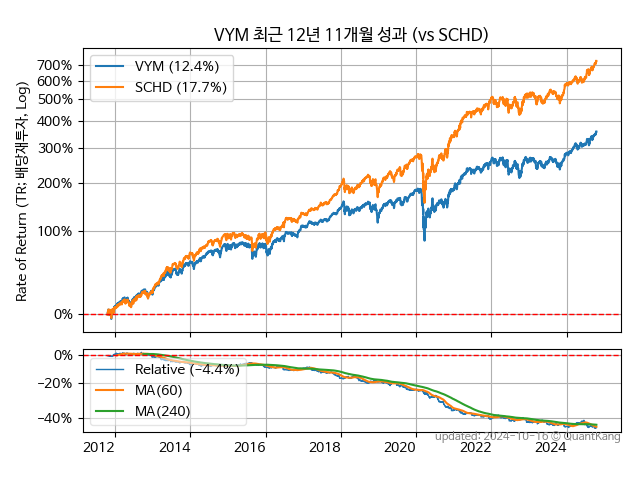 VYM 최근 12년 11개월 성과 (vs SCHD)
Rate of Return (TR; 배당재투자, Log)
700%
600%
500%
400%
300%
200%
100%
0%
VYM (12.4%)
SCHD (17.7%)
0%
−20%
−40%
Relative (−4.4%)
MA(60)
MA(240)
updated: 2024-10-16 © QuantKang
2012 2014 2016 2018 2020 2022 2024